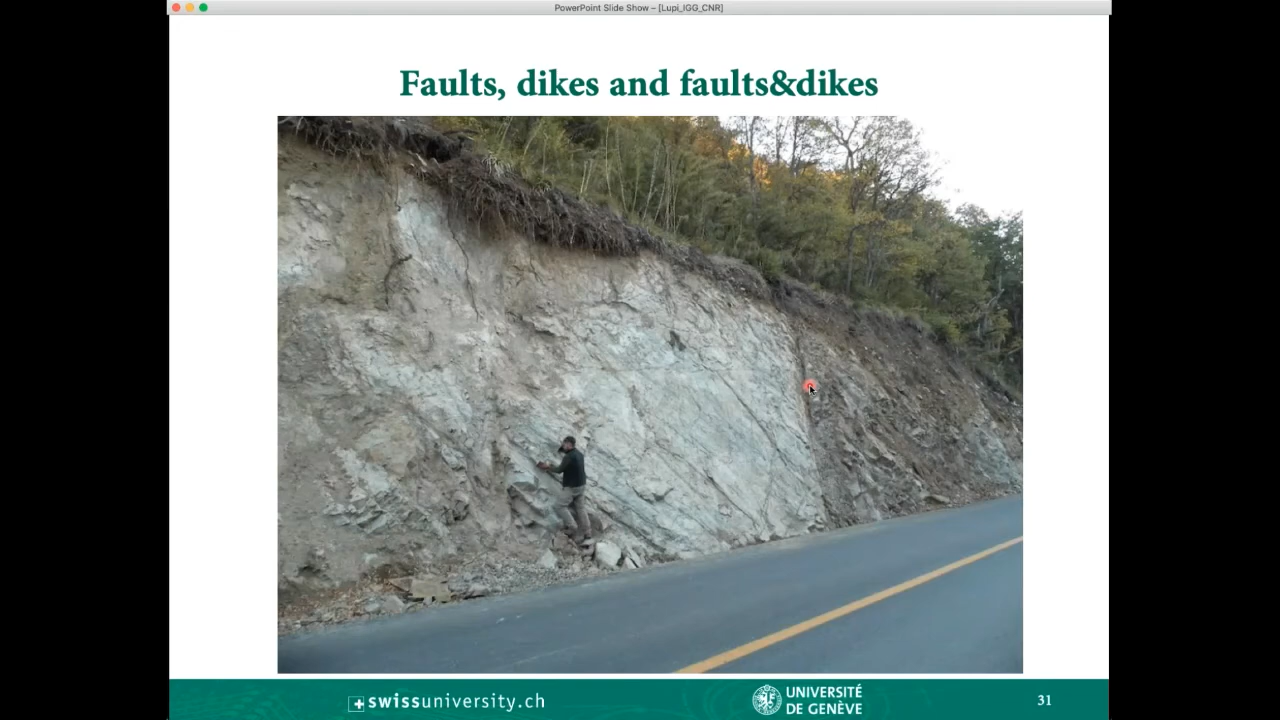 PowerPoint Slide Show – [Lupi_IGG_CNR]
Faults, dikes and faults&dikes
swissuniversity.ch
UNIVERSITÉ
DE GENÈVE
31